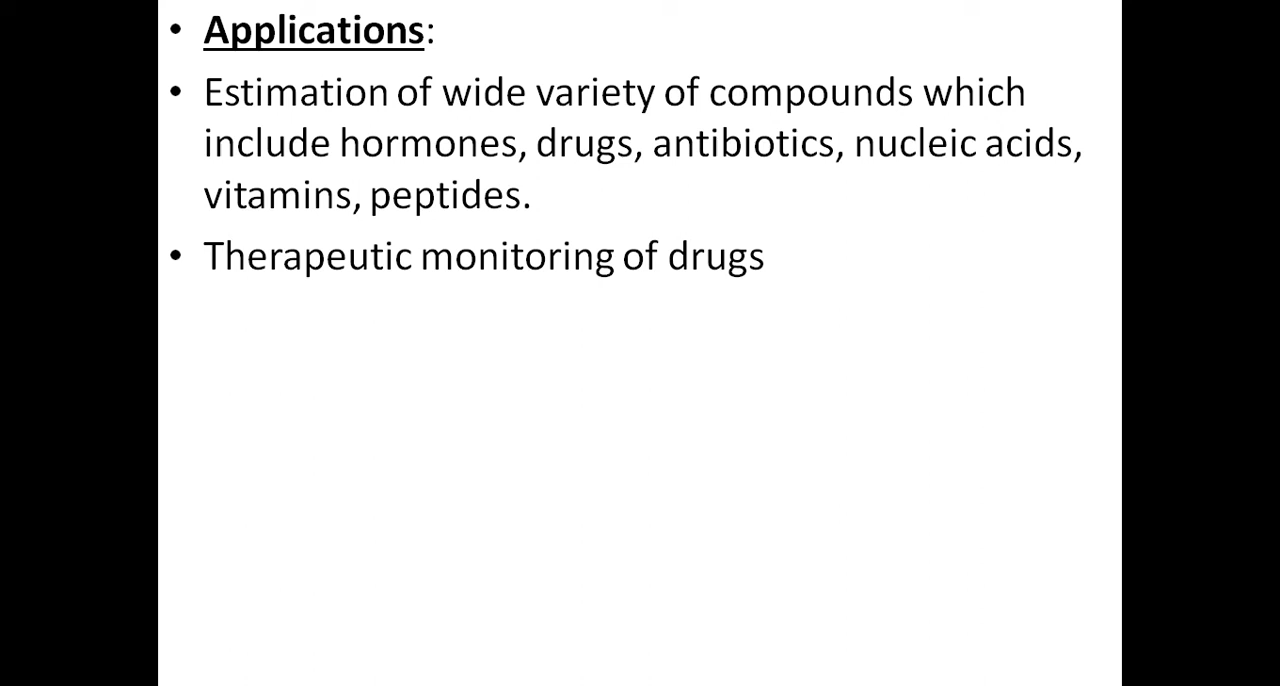 • Applications:
• Estimation of wide variety of compounds which
include hormones, drugs, antibiotics, nucleic acids,
vitamins, peptides.
• Therapeutic monitoring of drugs